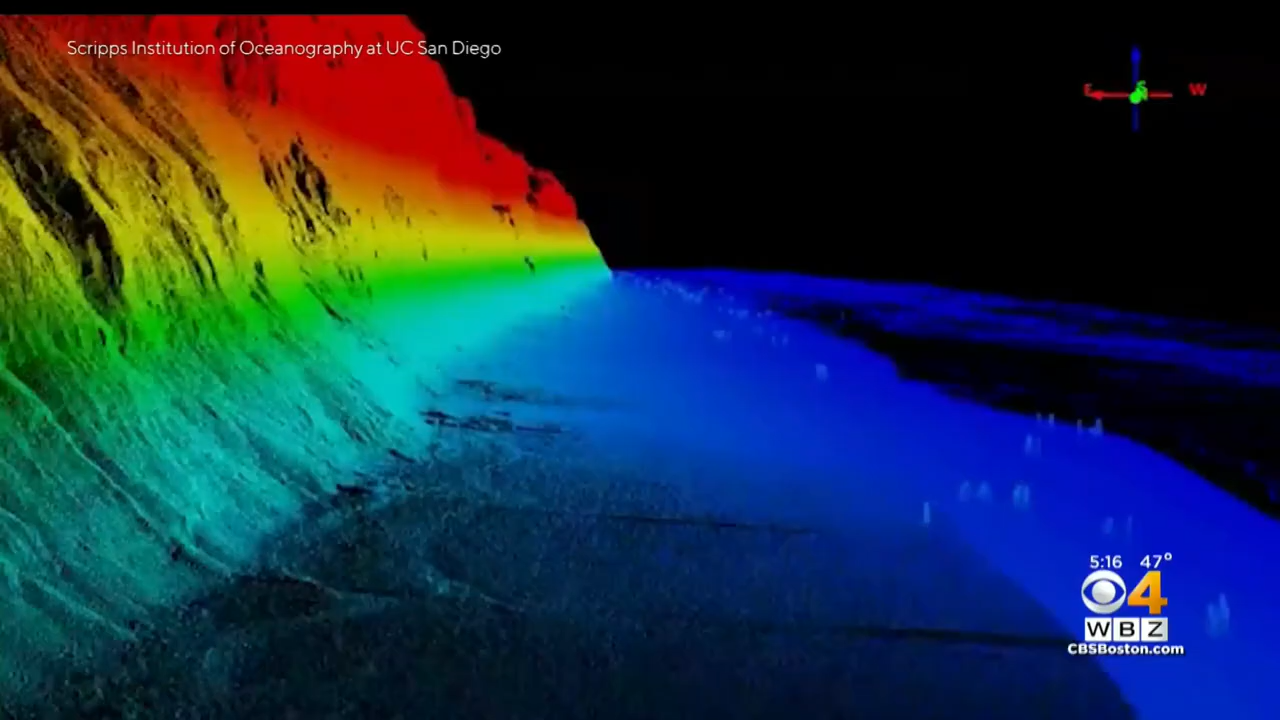 Scripps Institution of Oceanography at UC San Diego
E S W
5:16 47°
4
WBZ
CBSBoston.com